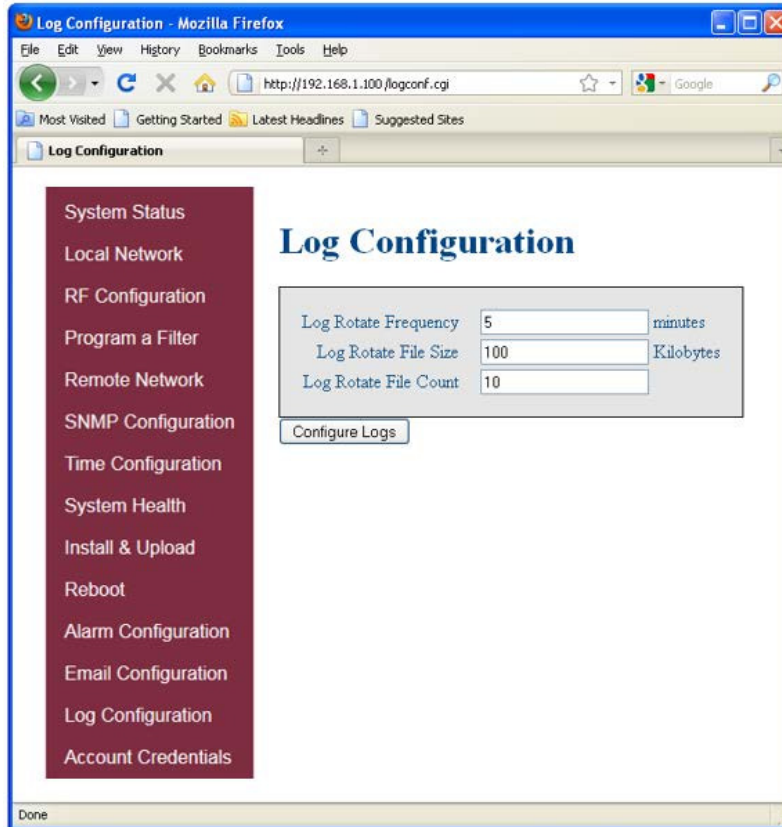 Log Configuration - Mozilla Firefox
File Edit View History Bookmarks Tools Help
http://192.168.1.100/logconf.cgi
Google
Most Visited Getting Started Latest Headlines Suggested Sites
Log Configuration
System Status
Local Network
RF Configuration
Program a Filter
Remote Network
SNMP Configuration
Time Configuration
System Health
Install & Upload
Reboot
Alarm Configuration
Email Configuration
Log Configuration
Account Credentials
Log Configuration
Log Rotate Frequency 5 minutes
Log Rotate File Size 100 Kilobytes
Log Rotate File Count 10
Configure Logs
Done